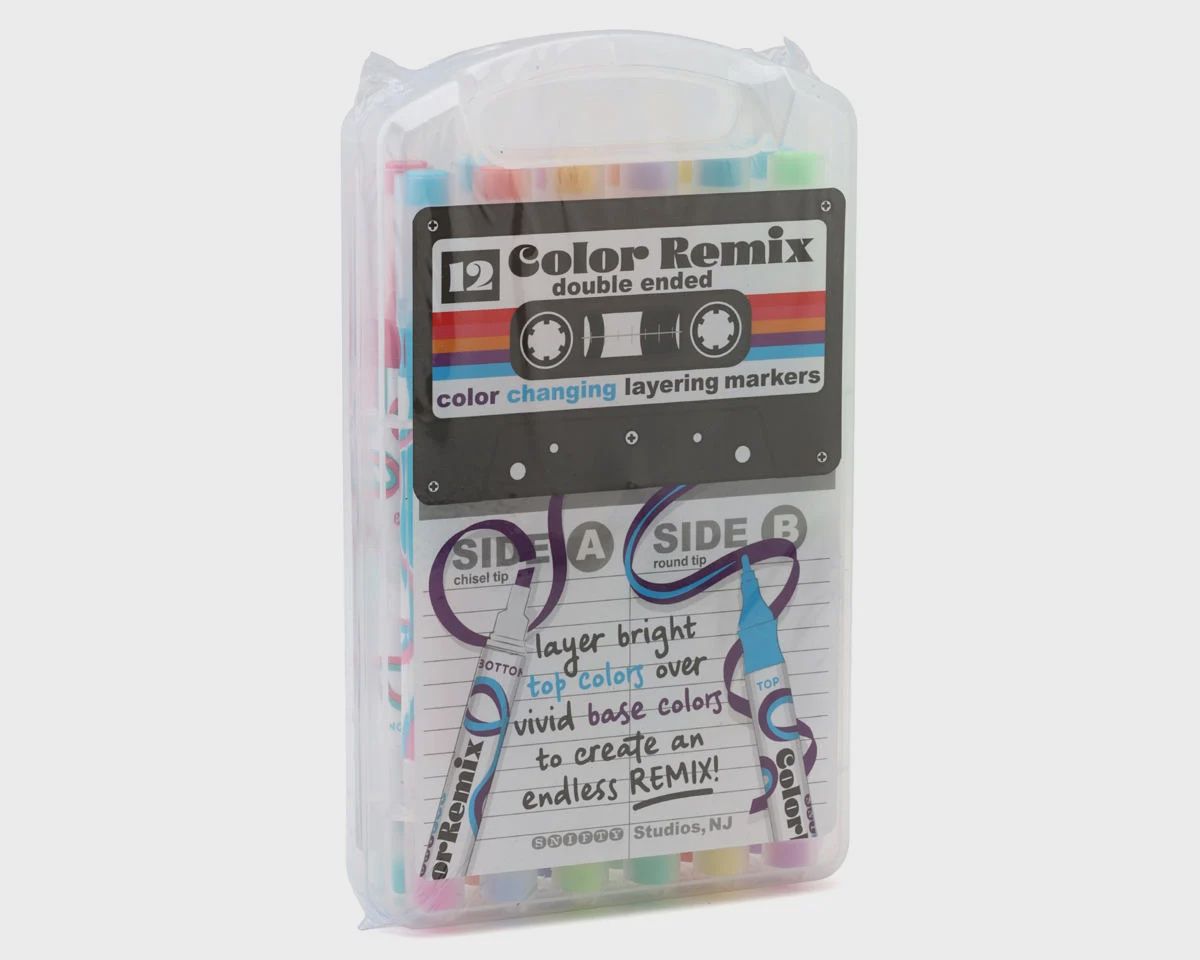 12 Color Remix
double ended
color changing layering markers
SIDE A
chisel tip
SIDE B
round tip
layer bright
top colors over
vivid base colors
to create an
endless REMIX!
BOTTOM
orRemix
TOP
Color
SNIFTY Studios, NJ